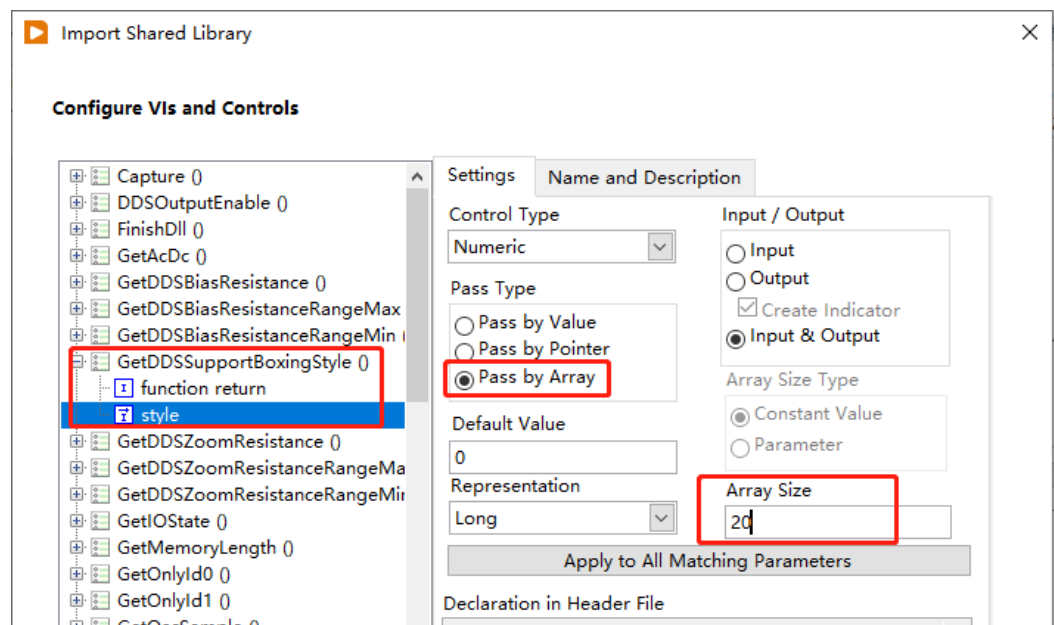 Import Shared Library
Configure VIs and Controls
Capture ()
DDSOutputEnable ()
FinishDll ()
GetAcDc ()
GetDDSBiasResistance ()
GetDDSBiasResistanceRangeMax
GetDDSBiasResistanceRangeMin (
GetDDSSupportBoxingStyle ()
function return
style
GetDDSZoomResistance ()
GetDDSZoomResistanceRangeMa
GetDDSZoomResistanceRangeMin
GetIOState ()
GetMemoryLength ()
GetOnlyId0 ()
GetOnlyId1 ()
Settings
Name and Description
Control Type
Numeric
Pass Type
Pass by Value
Pass by Pointer
Pass by Array
Default Value
0
Representation
Long
Input / Output
Input
Output
Create Indicator
Input & Output
Array Size Type
Constant Value
Parameter
Array Size
20
Apply to All Matching Parameters
Declaration in Header File